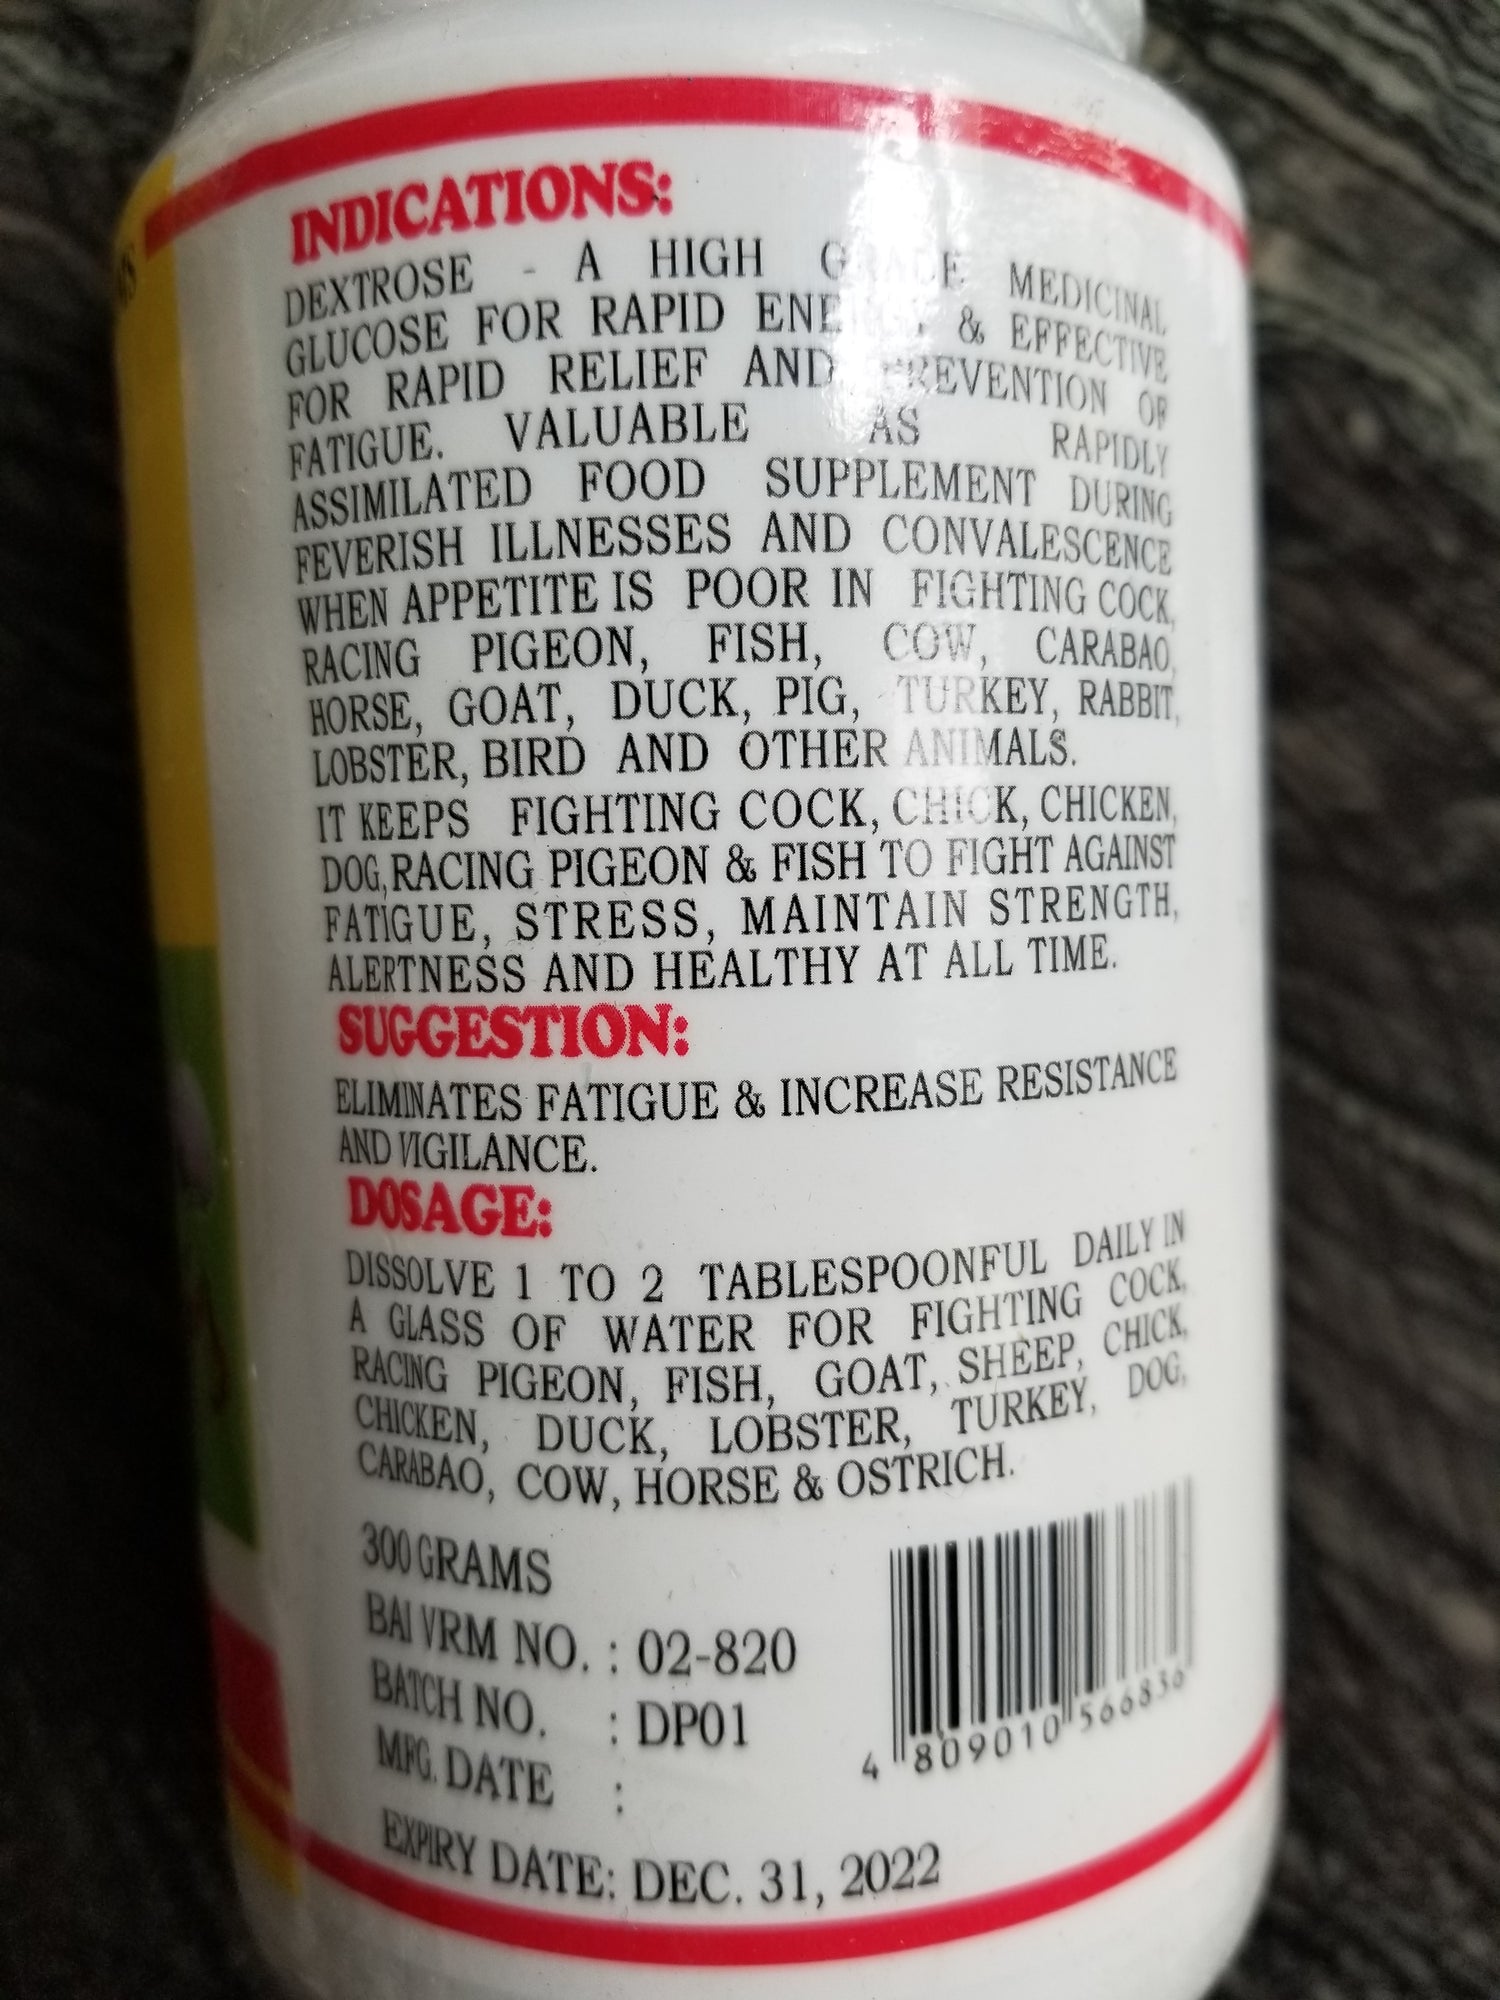 INDICATIONS:
DEXTROSE - A HIGH GRADE MEDICINAL
GLUCOSE FOR RAPID ENERGY & EFFECTIVE
FOR RAPID RELIEF AND PREVENTION OF
FATIGUE. VALUABLE AS RAPIDLY
ASSIMILATED FOOD SUPPLEMENT DURING
FEVERISH ILLNESSES AND CONVALESCENCE
WHEN APPETITE IS POOR IN FIGHTING COCK,
RACING PIGEON, FISH, COW, CARABAO,
HORSE, GOAT, DUCK, PIG, TURKEY, RABBIT,
LOBSTER, BIRD AND OTHER ANIMALS.
IT KEEPS FIGHTING COCK, CHICK, CHICKEN,
DOG, RACING PIGEON & FISH TO FIGHT AGAINST
FATIGUE, STRESS, MAINTAIN STRENGTH,
ALERTNESS AND HEALTHY AT ALL TIME.
SUGGESTION:
ELIMINATES FATIGUE & INCREASE RESISTANCE
AND VIGILANCE.
DOSAGE:
DISSOLVE 1 TO 2 TABLESPOONFUL DAILY IN
A GLASS OF WATER FOR FIGHTING COCK,
RACING PIGEON, FISH, GOAT, SHEEP, CHICK,
CHICKEN, DUCK, LOBSTER, TURKEY, DOG,
CARABAO, COW, HORSE & OSTRICH.
300 GRAMS
BAI VRM NO. : 02-820
BATCH NO. : DP01
MFG. DATE :
EXPIRY DATE: DEC. 31, 2022
4 809010 566836